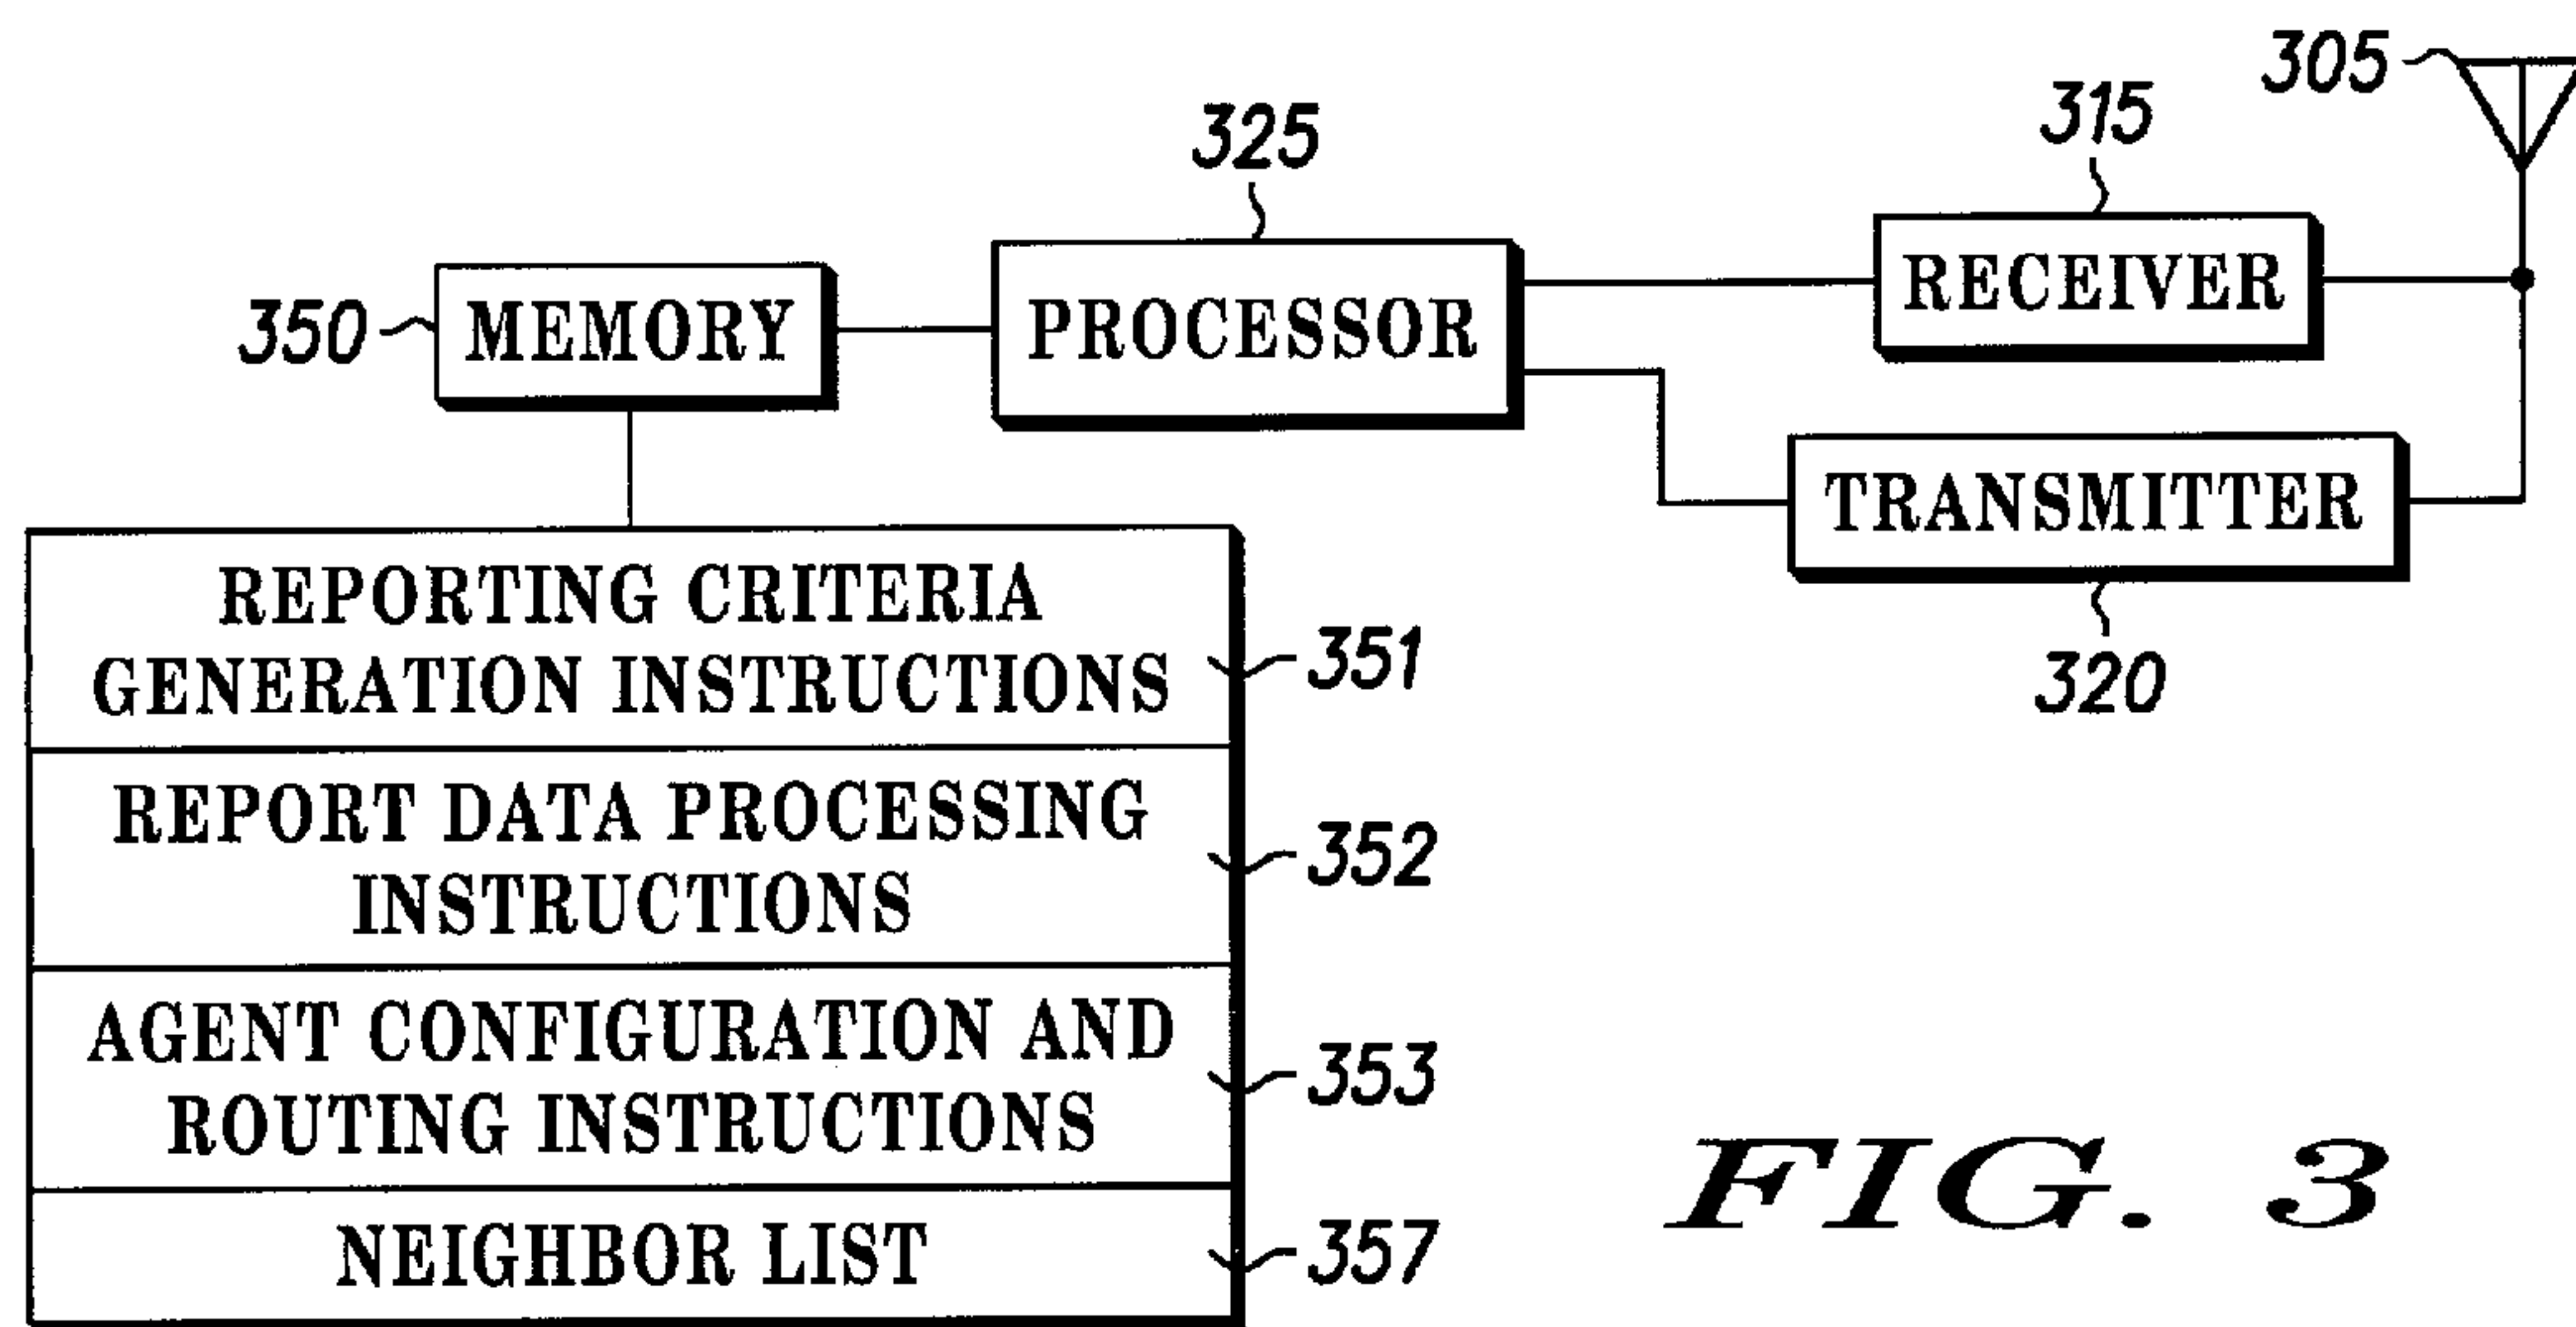 305
315
325
RECEIVER
350
MEMORY
PROCESSOR
TRANSMITTER
320
REPORTING CRITERIA
GENERATION INSTRUCTIONS
351
REPORT DATA PROCESSING
INSTRUCTIONS
352
AGENT CONFIGURATION AND
ROUTING INSTRUCTIONS
353
NEIGHBOR LIST
357
FIG. 3